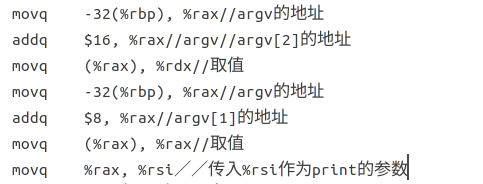 movq -32(%rbp), %rax//argv的地址
addq $16, %rax//argv//argv[2]的地址
movq (%rax), %rdx//取值
movq -32(%rbp), %rax//argv的地址
addq $8, %rax//argv[1]的地址
movq (%rax), %rax//取值
movq %rax, %rsi／／传入%rsi作为print的参数